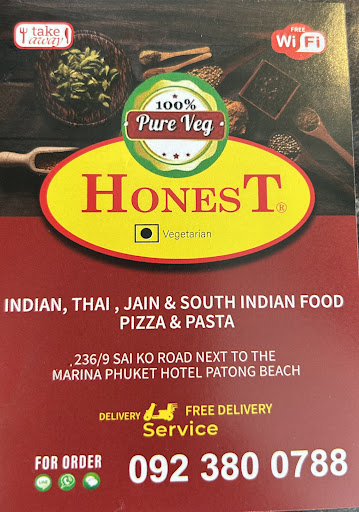 take
away
FREE
Wi Fi
100%
Pure Veg
HONEST ®
Vegetarian
INDIAN, THAI , JAIN & SOUTH INDIAN FOOD
PIZZA & PASTA
236/9 SAI KO ROAD NEXT TO THE
MARINA PHUKET HOTEL PATONG BEACH
DELIVERY FREE DELIVERY
Service
FOR ORDER 092 380 0788
LINE